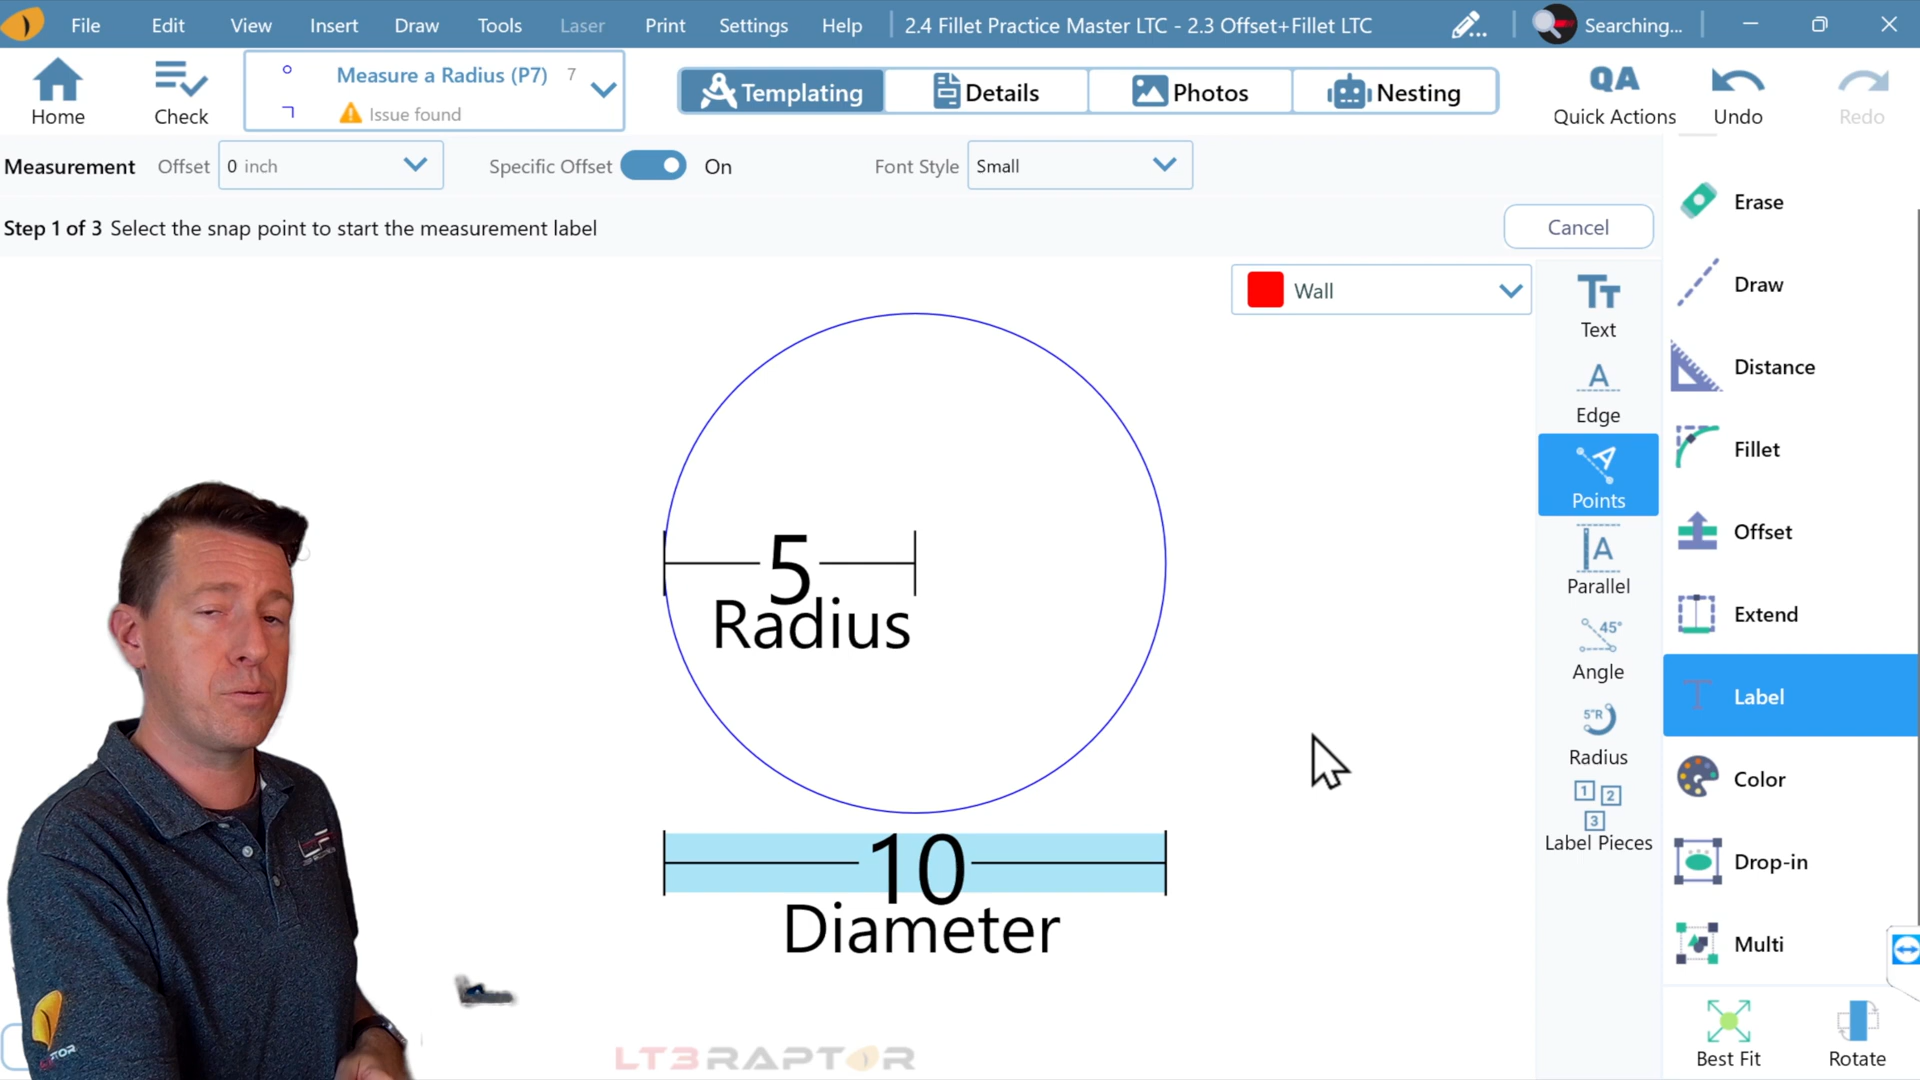 File Edit View Insert Draw Tools Laser Print Settings Help 2.4 Fillet Practice Master LTC - 2.3 Offset+Fillet LTC Searching...
Home
Check
Measure a Radius (P7) 7
Issue found
Templating Details Photos Nesting
QA
Quick Actions
Undo
Redo
Measurement Offset 0 inch Specific Offset On Font Style Small
Step 1 of 3 Select the snap point to start the measurement label
Cancel
Wall
5
Radius
10
Diameter
LT3RAPTOR
Text
Edge
Points
Parallel
45°
Angle
5"R
Radius
1 2
3
Label Pieces
Erase
Draw
Distance
Fillet
Offset
Extend
Label
Color
Drop-in
Multi
Best Fit
Rotate